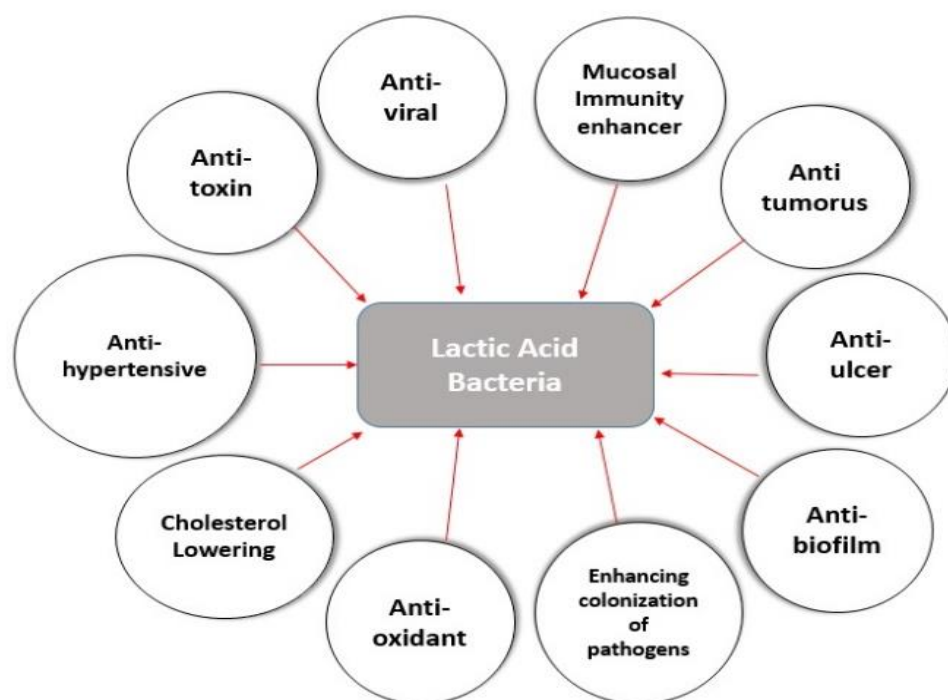 Anti-
viral
Mucosal
Immunity
enhancer
Anti-
toxin
Anti
tumorus
Anti-
hypertensive
Lactic Acid
Bacteria
Anti-
ulcer
Cholesterol
Lowering
Anti-
biofilm
Anti-
oxidant
Enhancing
colonization
of
pathogens